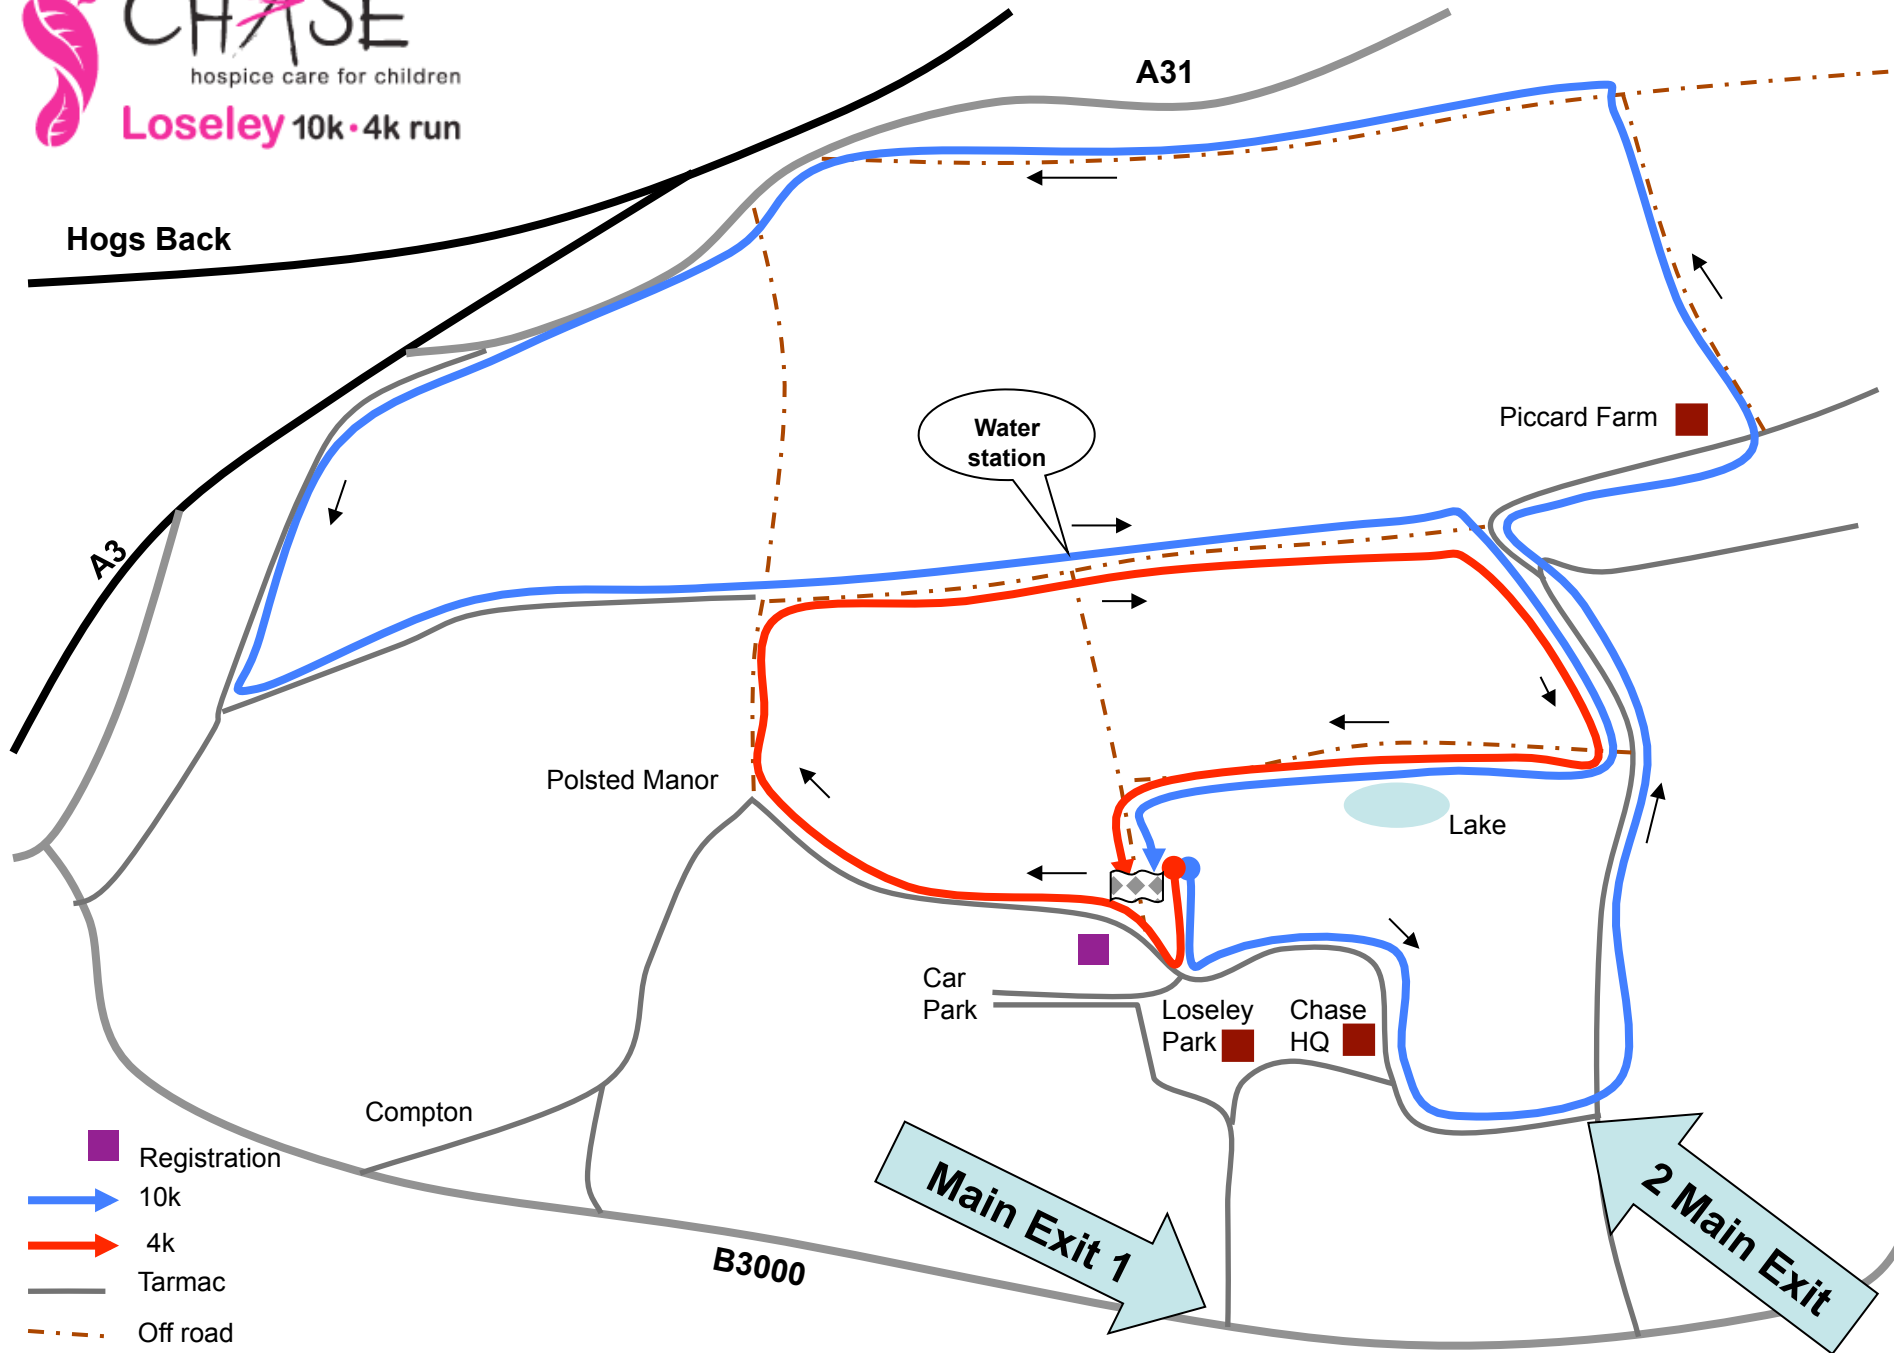 CHASE
hospice care for children
Loseley 10k • 4k run
A31
Hogs Back
Water
station
Piccard Farm
A3
Polsted Manor
Lake
Car
Park
Loseley
Park
Chase
HQ
Compton
Registration
10k
4k
Tarmac
Off road
B3000
Main Exit 1
2 Main Exit